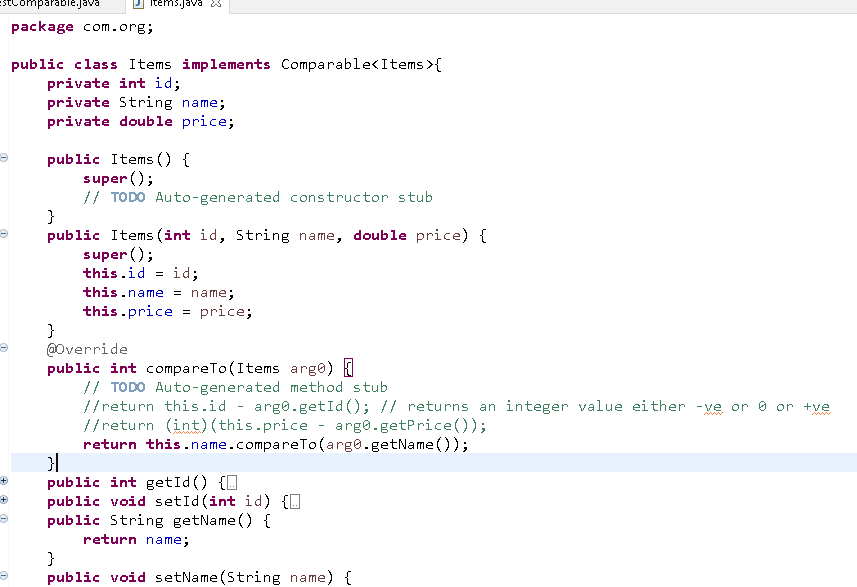 estComparable.java Items.java
package com.org;
public class Items implements Comparable<Items>{
private int id;
private String name;
private double price;
public Items() {
super();
// TODO Auto-generated constructor stub
}
public Items(int id, String name, double price) {
super();
this.id = id;
this.name = name;
this.price = price;
}
@Override
public int compareTo(Items arg0) {
// TODO Auto-generated method stub
//return this.id - arg0.getId(); // returns an integer value either -ve or 0 or +ve
//return (int)(this.price - arg0.getPrice());
return this.name.compareTo(arg0.getName());
}
public int getId() {
public void setId(int id) {
public String getName() {
return name;
}
public void setName(String name) {